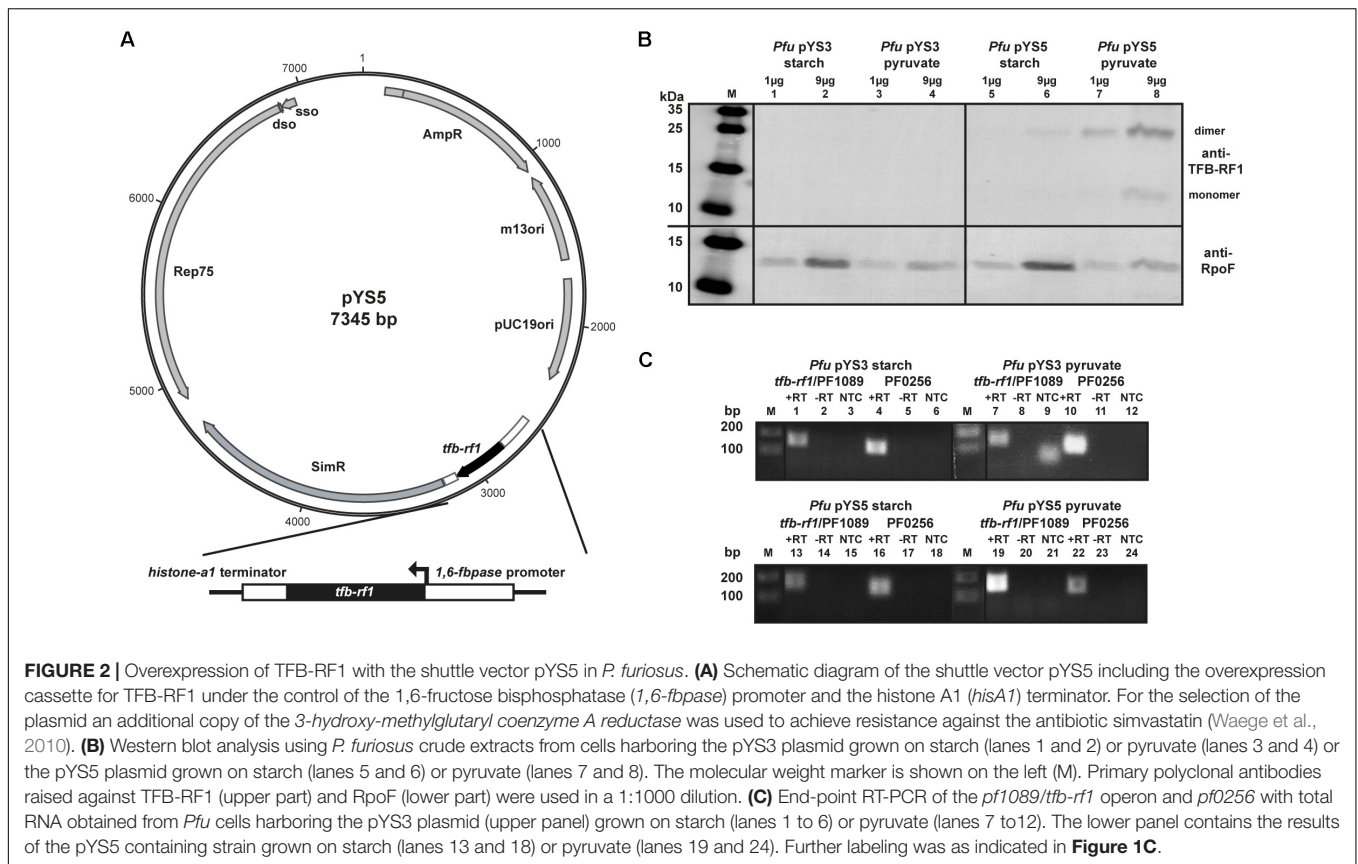 A
1
7000
sso
dso
AmpR
1000
6000
m13ori
Rep75
pYS5
7345 bp
pUC19ori
2000
5000
tfb-rf1
SimR
3000
4000
histone-a1 terminator
1,6-fbpase promoter
tfb-rf1
B
Pfu pYS3 Pfu pYS3 Pfu pYS5 Pfu pYS5
starch pyruvate starch pyruvate
1µg 9µg 1µg 9µg 1µg 9µg 1µg 9µg
kDa M 1 2 3 4 5 6 7 8
35
25
dimer
anti-
TFB-RF1
15
monomer
10
15
anti-
RpoF
10
C
Pfu pYS3 starch Pfu pYS3 pyruvate
tfb-rf1/PF1089 PF0256 tfb-rf1/PF1089 PF0256
+RT -RT NTC +RT -RT NTC +RT -RT NTC +RT -RT NTC
bp M 1 2 3 4 5 6 M 7 8 9 10 11 12
200
100
Pfu pYS5 starch Pfu pYS5 pyruvate
tfb-rf1/PF1089 PF0256 tfb-rf1/PF1089 PF0256
+RT -RT NTC +RT -RT NTC +RT -RT NTC +RT -RT NTC
bp M 13 14 15 16 17 18 M 19 20 21 22 23 24
200
100
FIGURE 2 | Overexpression of TFB-RF1 with the shuttle vector pYS5 in P. furiosus. (A) Schematic diagram of the shuttle vector pYS5 including the overexpression
cassette for TFB-RF1 under the control of the 1,6-fructose bisphosphatase (1,6-fbpase) promoter and the histone A1 (hisA1) terminator. For the selection of the
plasmid an additional copy of the 3-hydroxy-methylglutaryl coenzyme A reductase was used to achieve resistance against the antibiotic simvastatin (Waege et al.,
2010). (B) Western blot analysis using P. furiosus crude extracts from cells harboring the pYS3 plasmid grown on starch (lanes 1 and 2) or pyruvate (lanes 3 and 4) or
the pYS5 plasmid grown on starch (lanes 5 and 6) or pyruvate (lanes 7 and 8). The molecular weight marker is shown on the left (M). Primary polyclonal antibodies
raised against TFB-RF1 (upper part) and RpoF (lower part) were used in a 1:1000 dilution. (C) End-point RT-PCR of the pf1089/tfb-rf1 operon and pf0256 with total
RNA obtained from Pfu cells harboring the pYS3 plasmid (upper panel) grown on starch (lanes 1 to 6) or pyruvate (lanes 7 to12). The lower panel contains the results
of the pYS5 containing strain grown on starch (lanes 13 and 18) or pyruvate (lanes 19 and 24). Further labeling was as indicated in Figure 1C.